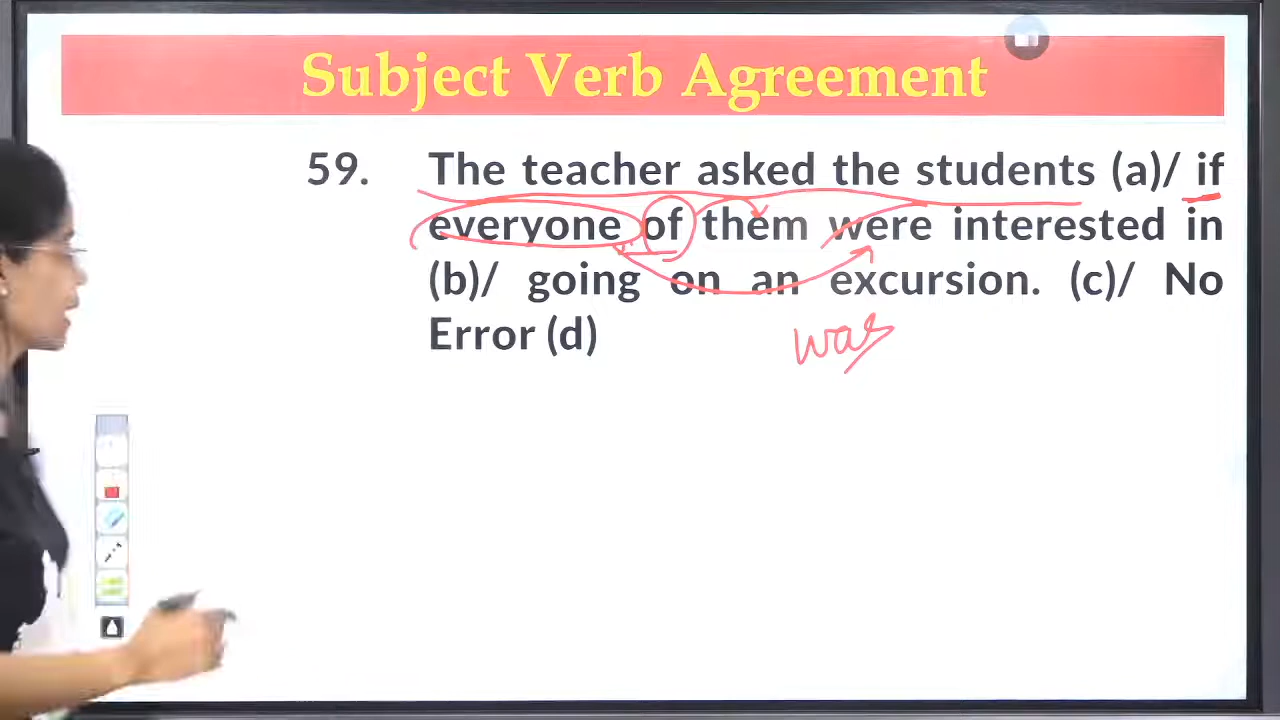 Subject Verb Agreement
59. The teacher asked the students (a)/ if
everyone of them were interested in
(b)/ going on an excursion. (c)/ No
Error (d)
was